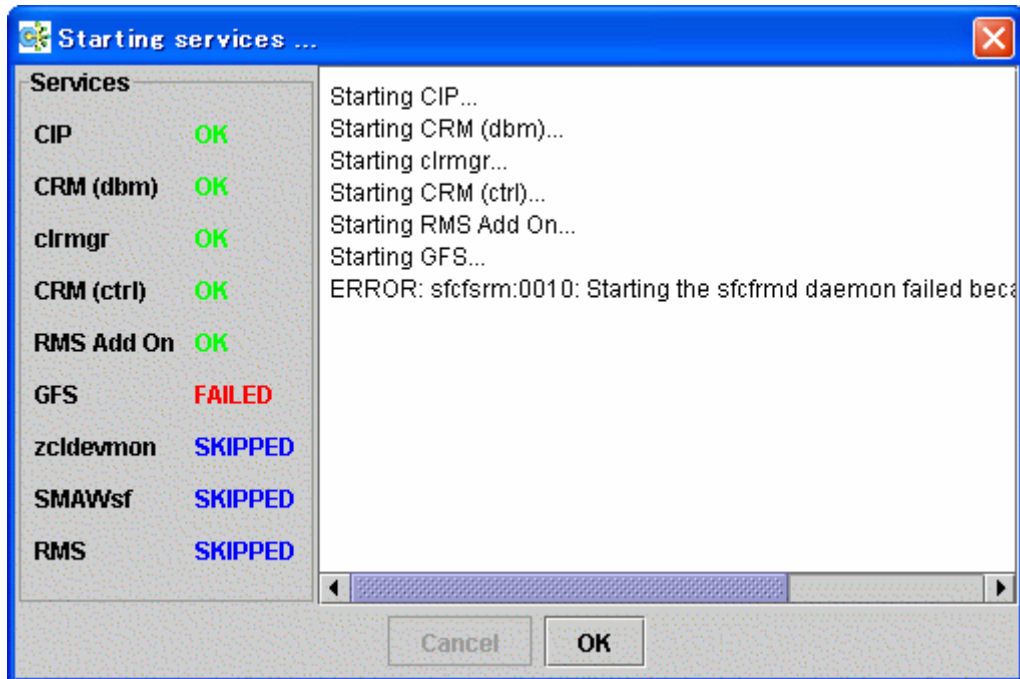 Starting services ...
Services
CIP OK
CRM (dbm) OK
clrmgr OK
CRM (ctrl) OK
RMS Add On OK
GFS FAILED
zcldevmon SKIPPED
SMAWsf SKIPPED
RMS SKIPPED
Starting CIP...
Starting CRM (dbm)...
Starting clrmgr...
Starting CRM (ctrl)...
Starting RMS Add On...
Starting GFS...
ERROR: sfcfsrm:0010: Starting the sfcfrmd daemon failed beca
Cancel OK